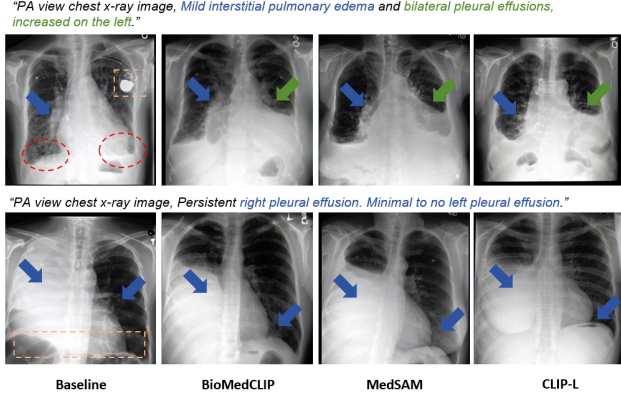 “PA view chest x-ray image, Mild interstitial pulmonary edema and bilateral pleural effusions,
increased on the left.”
“PA view chest x-ray image, Persistent right pleural effusion. Minimal to no left pleural effusion.”
Baseline BioMedCLIP MedSAM CLIP-L